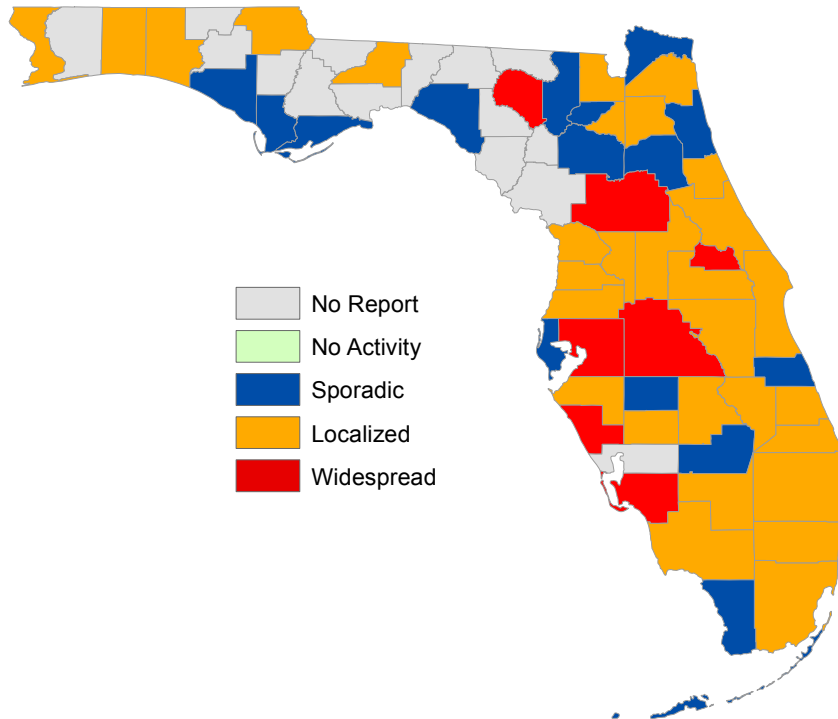 No Report
No Activity
Sporadic
Localized
Widespread